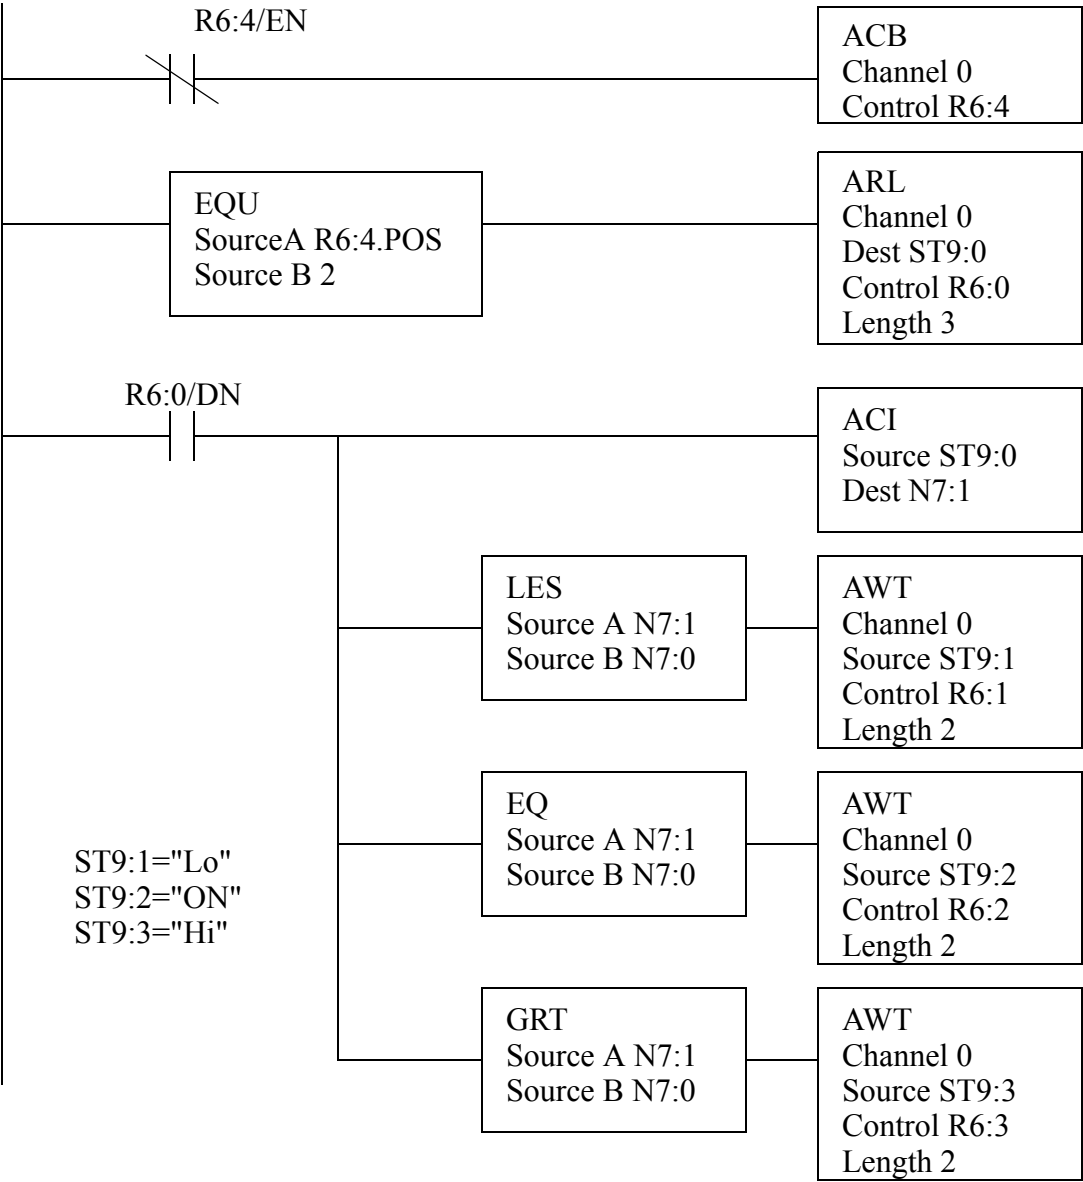 R6:4/EN
ACB
Channel 0
Control R6:4
EQU
SourceA R6:4.POS
Source B 2
ARL
Channel 0
Dest ST9:0
Control R6:0
Length 3
R6:0/DN
ACI
Source ST9:0
Dest N7:1
LES
Source A N7:1
Source B N7:0
AWT
Channel 0
Source ST9:1
Control R6:1
Length 2
EQ
Source A N7:1
Source B N7:0
AWT
Channel 0
Source ST9:2
Control R6:2
Length 2
ST9:1="Lo"
ST9:2="ON"
ST9:3="Hi"
GRT
Source A N7:1
Source B N7:0
AWT
Channel 0
Source ST9:3
Control R6:3
Length 2